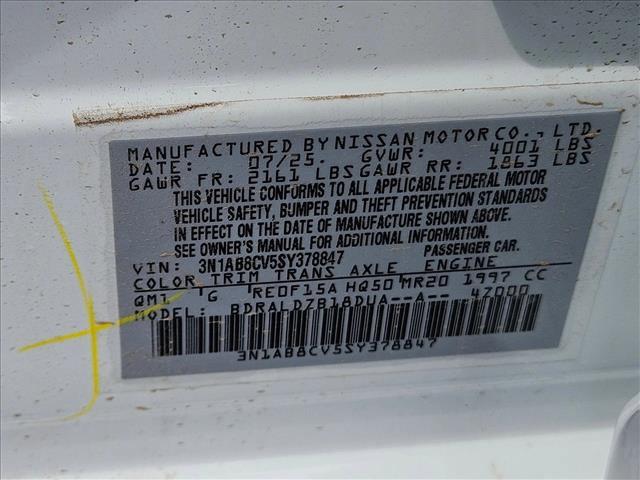 MANUFACTURED BY NISSAN MOTOR CO., LTD.
DATE: 07/25. GVWR: 4001 LBS
GAWR FR: 2161 LBS GAWR RR: 1863 LBS
THIS VEHICLE CONFORMS TO ALL APPLICABLE FEDERAL MOTOR
VEHICLE SAFETY, BUMPER AND THEFT PREVENTION STANDARDS
IN EFFECT ON THE DATE OF MANUFACTURE SHOWN ABOVE.
SEE OWNER'S MANUAL FOR ADDITIONAL INFORMATION.
VIN: 3N1AB8CV5SY378847 PASSENGER CAR.
COLOR TRIM TRANS AXLE ENGINE
QM1 G RE0F15A HQ50 MR20 1997 CC
MODEL: BDRALDZB18DUA--A-- 47000
3N1AB8CV5SY378847